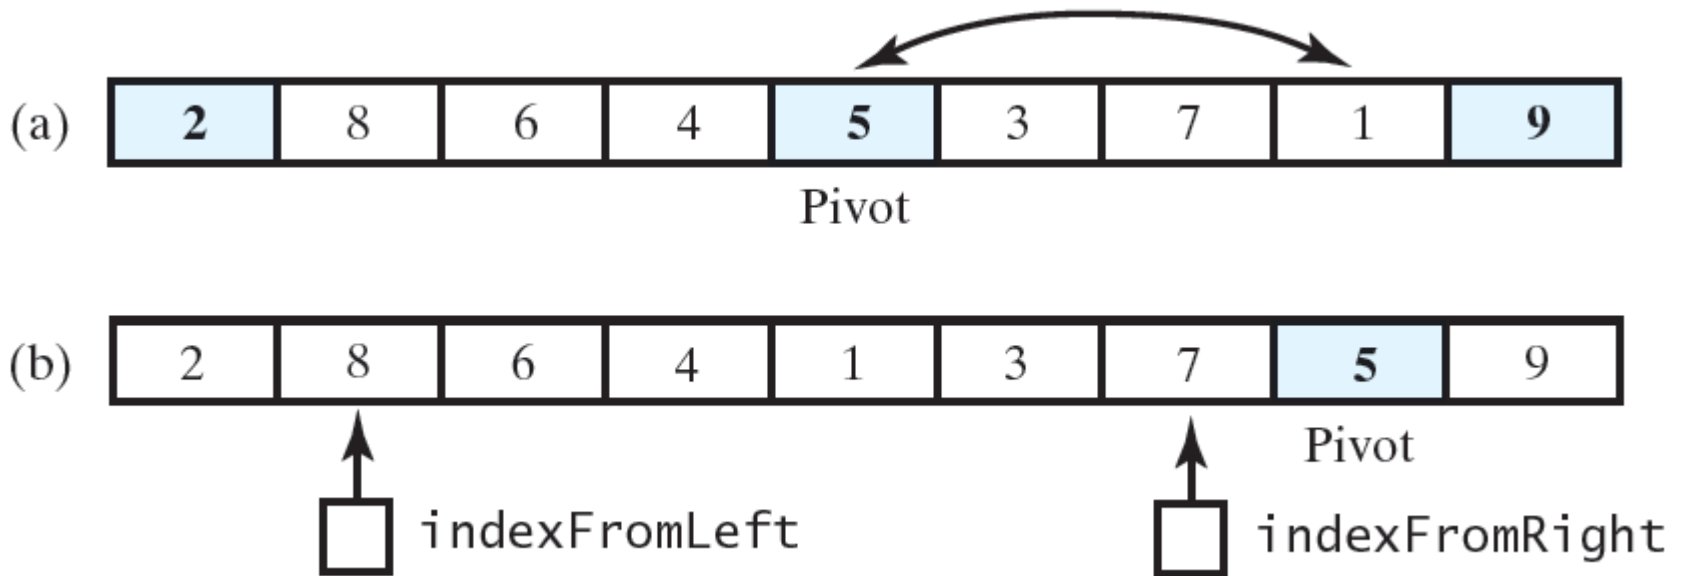 (a) 2 8 6 4 5 3 7 1 9
Pivot
(b) 2 8 6 4 1 3 7 5 9
Pivot
indexFromLeft indexFromRight